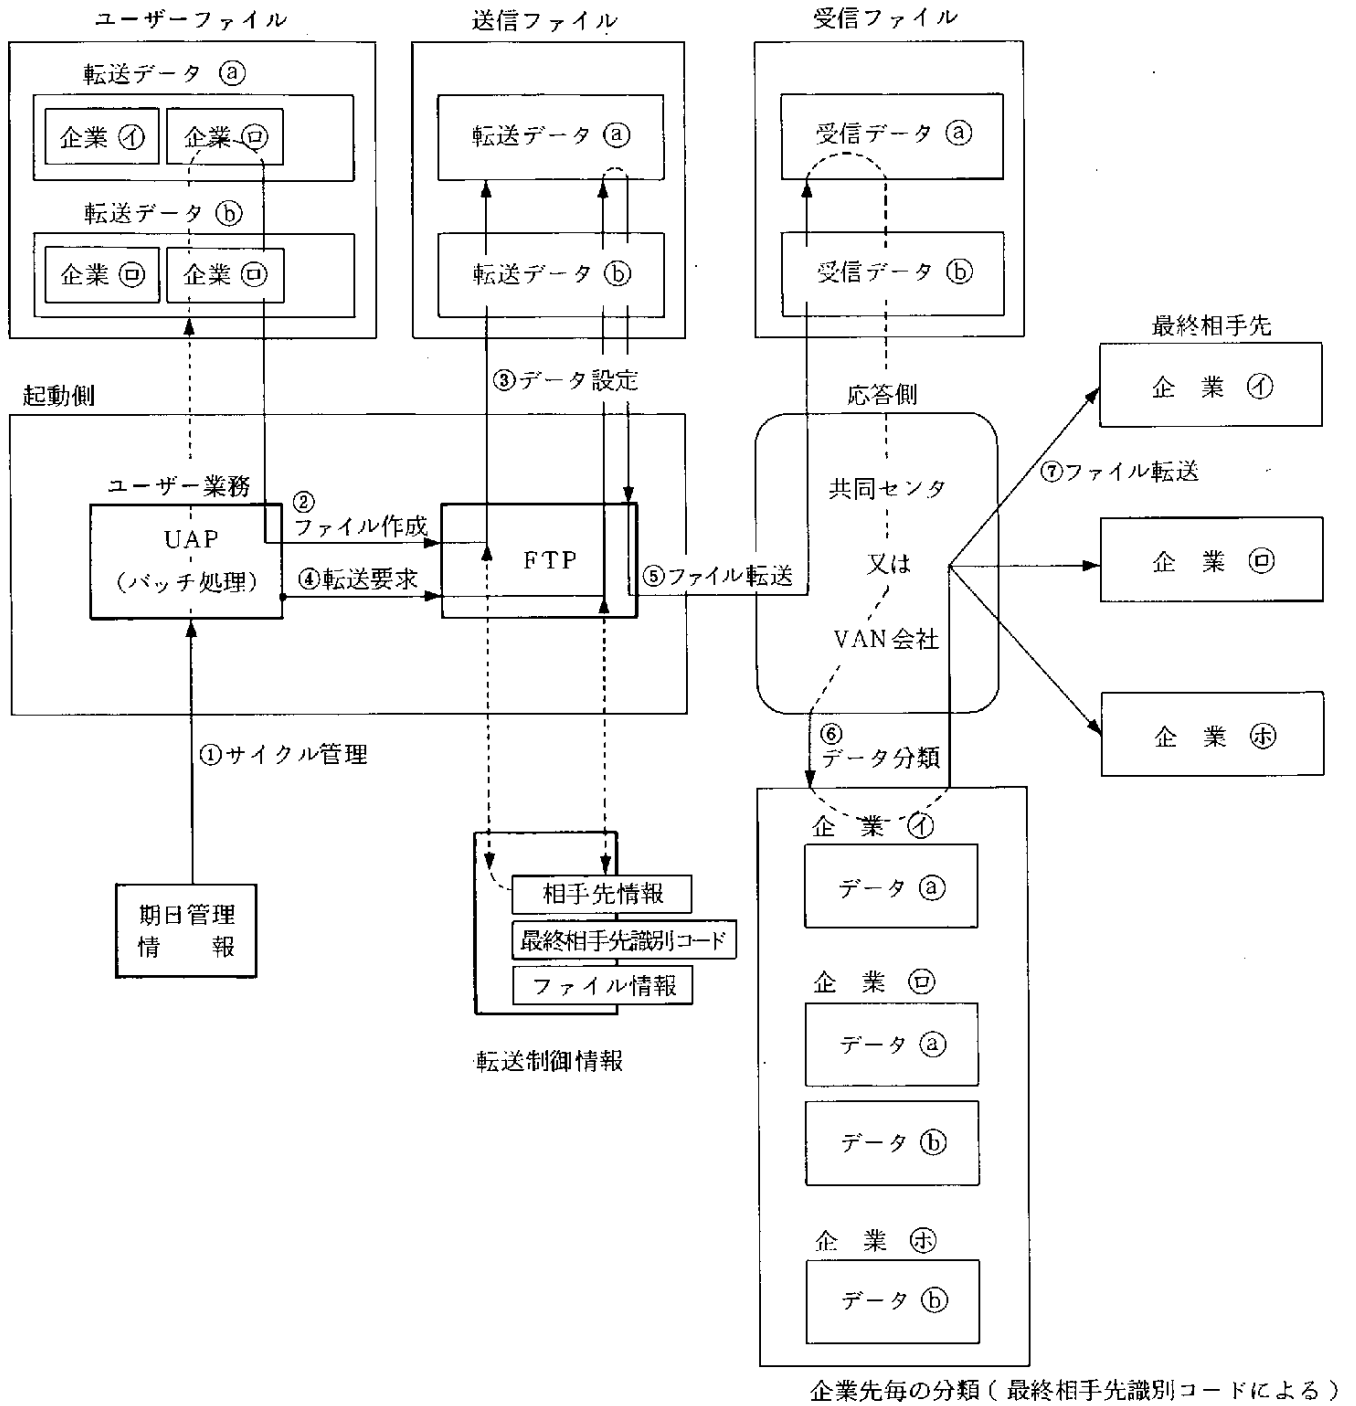 ユーザーファイル
送信ファイル
受信ファイル
転送データ ⓐ
企業 ㋑
企業 ㋺
転送データ ⓑ
企業 ㋺
企業 ㋺
転送データ ⓐ
転送データ ⓑ
受信データ ⓐ
受信データ ⓑ
③データ設定
起動側
応答側
最終相手先
企 業 ㋑
企 業 ㋺
企 業 ㋭
⑦ファイル転送
ユーザー業務
UAP
(バッチ処理)
②
ファイル作成
④転送要求
FTP
⑤ファイル転送
共同センタ
又は
VAN会社
①サイクル管理
⑥
データ分類
期日管理
情 報
相手先情報
最終相手先識別コード
ファイル情報
転送制御情報
企 業 ㋑
データ ⓐ
企 業 ㋺
データ ⓐ
データ ⓑ
企 業 ㋭
データ ⓑ
企業先毎の分類(最終相手先識別コードによる)